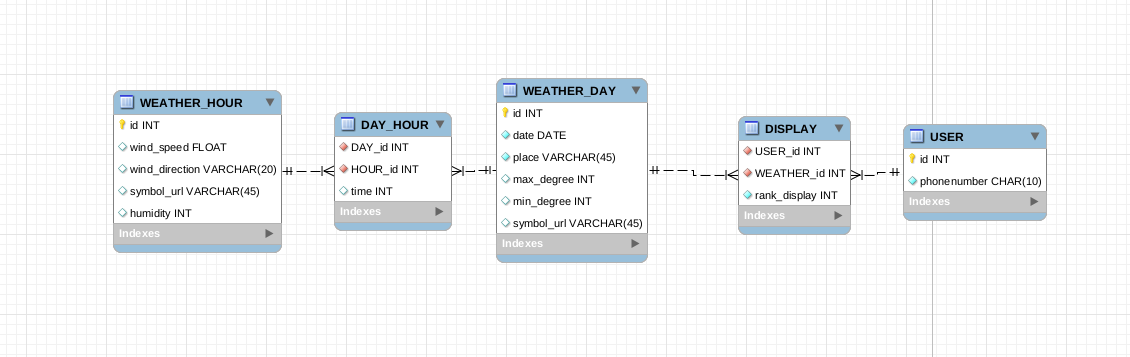 WEATHER_HOUR
id INT
wind_speed FLOAT
wind_direction VARCHAR(20)
symbol_url VARCHAR(45)
humidity INT
Indexes
DAY_HOUR
DAY_id INT
HOUR_id INT
time INT
Indexes
WEATHER_DAY
id INT
date DATE
place VARCHAR(45)
max_degree INT
min_degree INT
symbol_url VARCHAR(45)
Indexes
DISPLAY
USER_id INT
WEATHER_id INT
rank_display INT
Indexes
USER
id INT
phonenumber CHAR(10)
Indexes